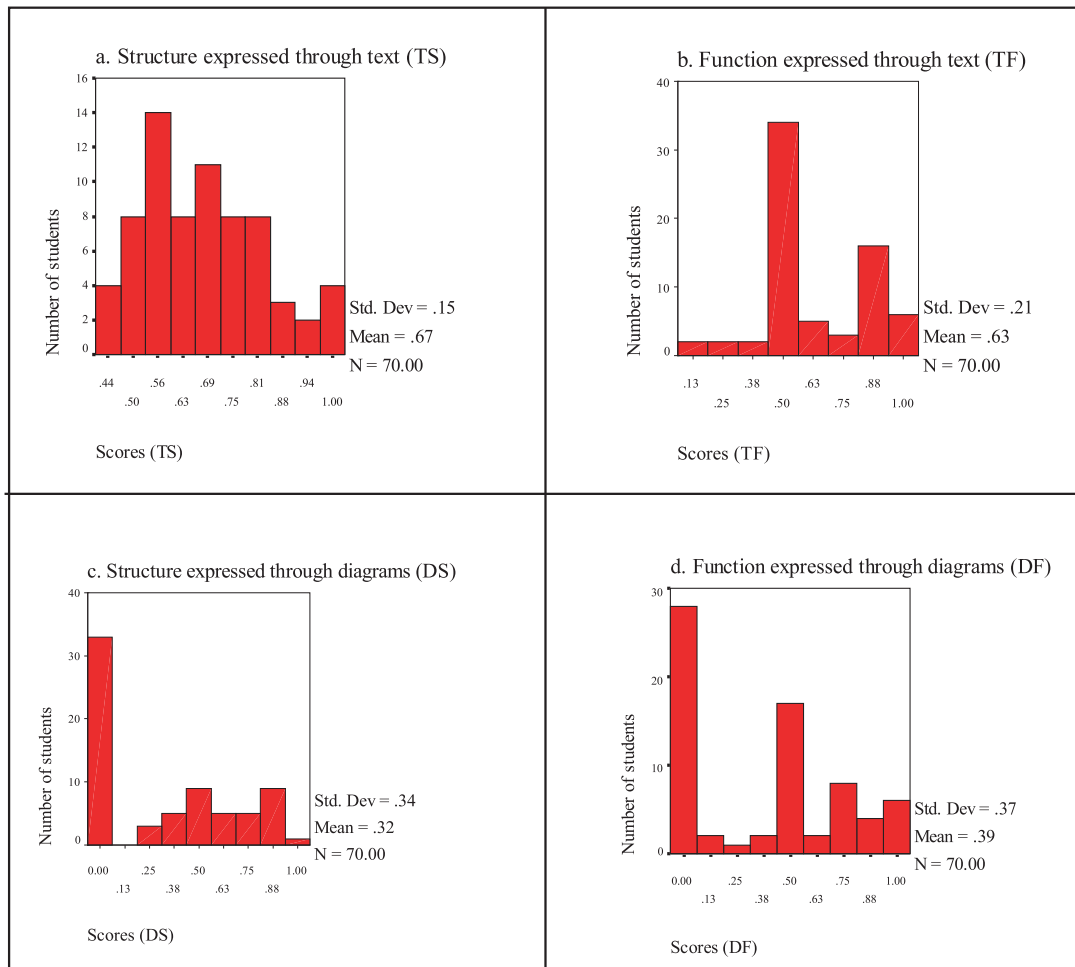 a. Structure expressed through text (TS)
16
14
12
10
8
6
4
2
0
Number of students
.44
.56
.69
.81
.94
.50
.63
.75
.88
1.00
Std. Dev = .15
Mean = .67
N = 70.00
Scores (TS)
b. Function expressed through text (TF)
40
30
20
10
0
Number of students
.13
.38
.63
.88
.25
.50
.75
1.00
Std. Dev = .21
Mean = .63
N = 70.00
Scores (TF)
c. Structure expressed through diagrams (DS)
40
30
20
10
0
Number of students
0.00
.25
.50
.75
1.00
.13
.38
.63
.88
Std. Dev = .34
Mean = .32
N = 70.00
Scores (DS)
d. Function expressed through diagrams (DF)
30
20
10
0
Number of students
0.00
.25
.50
.75
1.00
.13
.38
.63
.88
Std. Dev = .37
Mean = .39
N = 70.00
Scores (DF)